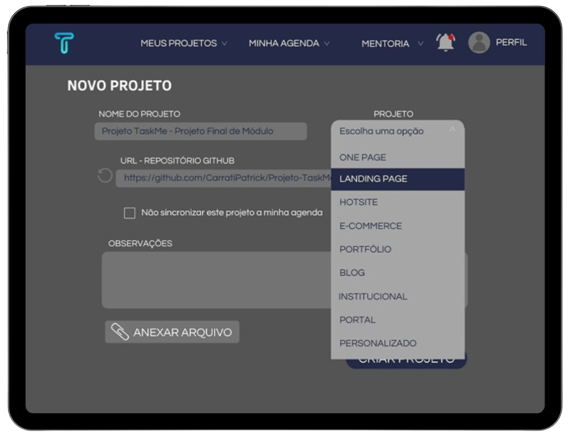 MEUS PROJETOS
MINHA AGENDA
MENTORIA
PERFIL
NOVO PROJETO
NOME DO PROJETO
PROJETO
Projeto TaskMe - Projeto Final de Módulo
Escolha uma opção
URL - REPOSITÓRIO GITHUB
https://github.com/CarratiPatrick/Projeto-TaskM
Não sincronizar este projeto a minha agenda
OBSERVAÇÕES
ANEXAR ARQUIVO
ONE PAGE
LANDING PAGE
HOTSITE
E-COMMERCE
PORTFÓLIO
BLOG
INSTITUCIONAL
PORTAL
PERSONALIZADO
CRIAR PROJETO